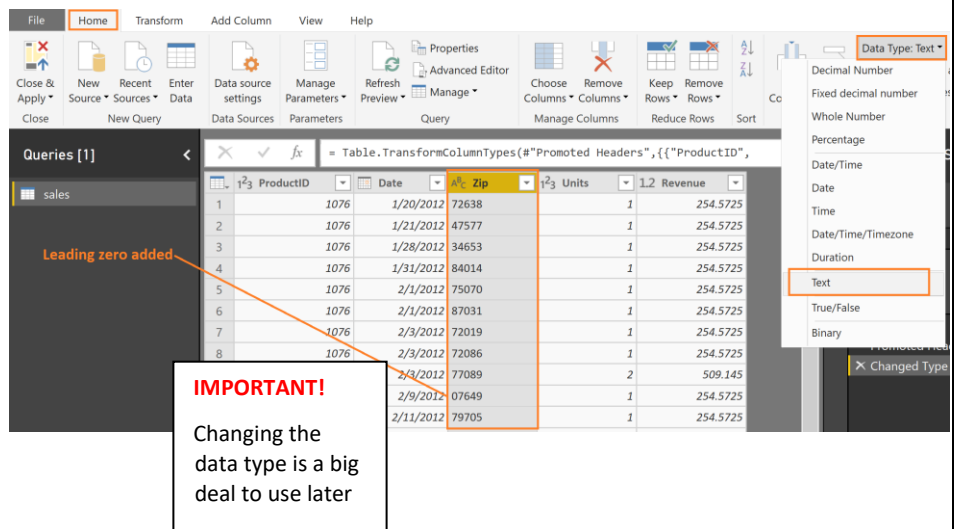 File Home Transform Add Column View Help
Close & Apply
New Source
Recent Sources
Enter Data
Data source settings
Manage Parameters
Refresh Preview
Properties
Advanced Editor
Manage
Choose Columns
Remove Columns
Keep Rows
Remove Rows
Data Type: Text
Close New Query Data Sources Parameters Query Manage Columns Reduce Rows Sort
Decimal Number
Fixed decimal number
Whole Number
Percentage
Date/Time
Date
Time
Date/Time/Timezone
Duration
Text
True/False
Binary
Queries [1]
sales
fx = Table.TransformColumnTypes(#"Promoted Headers",{{"ProductID",
1²3 ProductID Date ABC Zip 1²3 Units 1.2 Revenue
1 1076 1/20/2012 72638 1 254.5725
2 1076 1/21/2012 47577 1 254.5725
3 1076 1/28/2012 34653 1 254.5725
4 1076 1/31/2012 84014 1 254.5725
5 1076 2/1/2012 75070 1 254.5725
6 1076 2/1/2012 87031 1 254.5725
7 1076 2/3/2012 72019 1 254.5725
8 1076 2/3/2012 72086 1 254.5725
2/3/2012 77089 2 509.145
2/9/2012 07649 1 254.5725
2/11/2012 79705 1 254.5725
Leading zero added
Changed Type
IMPORTANT!
Changing the
data type is a big
deal to use later